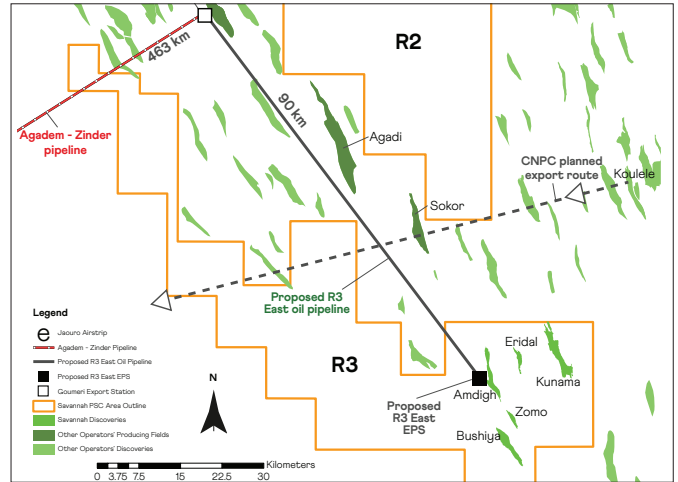 R2
463 km
90 km
Agadem - Zinder
pipeline
Agadi
CNPC planned
export route
Koulele
Sokor
Proposed R3
East oil pipeline
Legend
e Jaouro Airstrip
Agadem - Zinder Pipeline
Proposed R3 East Oil Pipeline
Proposed R3 East EPS
Goumeri Export Station
Savannah PSC Area Outline
Savannah Discoveries
Other Operators' Producing Fields
Other Operators' Discoveries
N
R3
Eridal
Kunama
Amdigh
Proposed
R3 East
EPS
Zomo
Bushiya
Kilometers
0 3.75 7.5 15 22.5 30